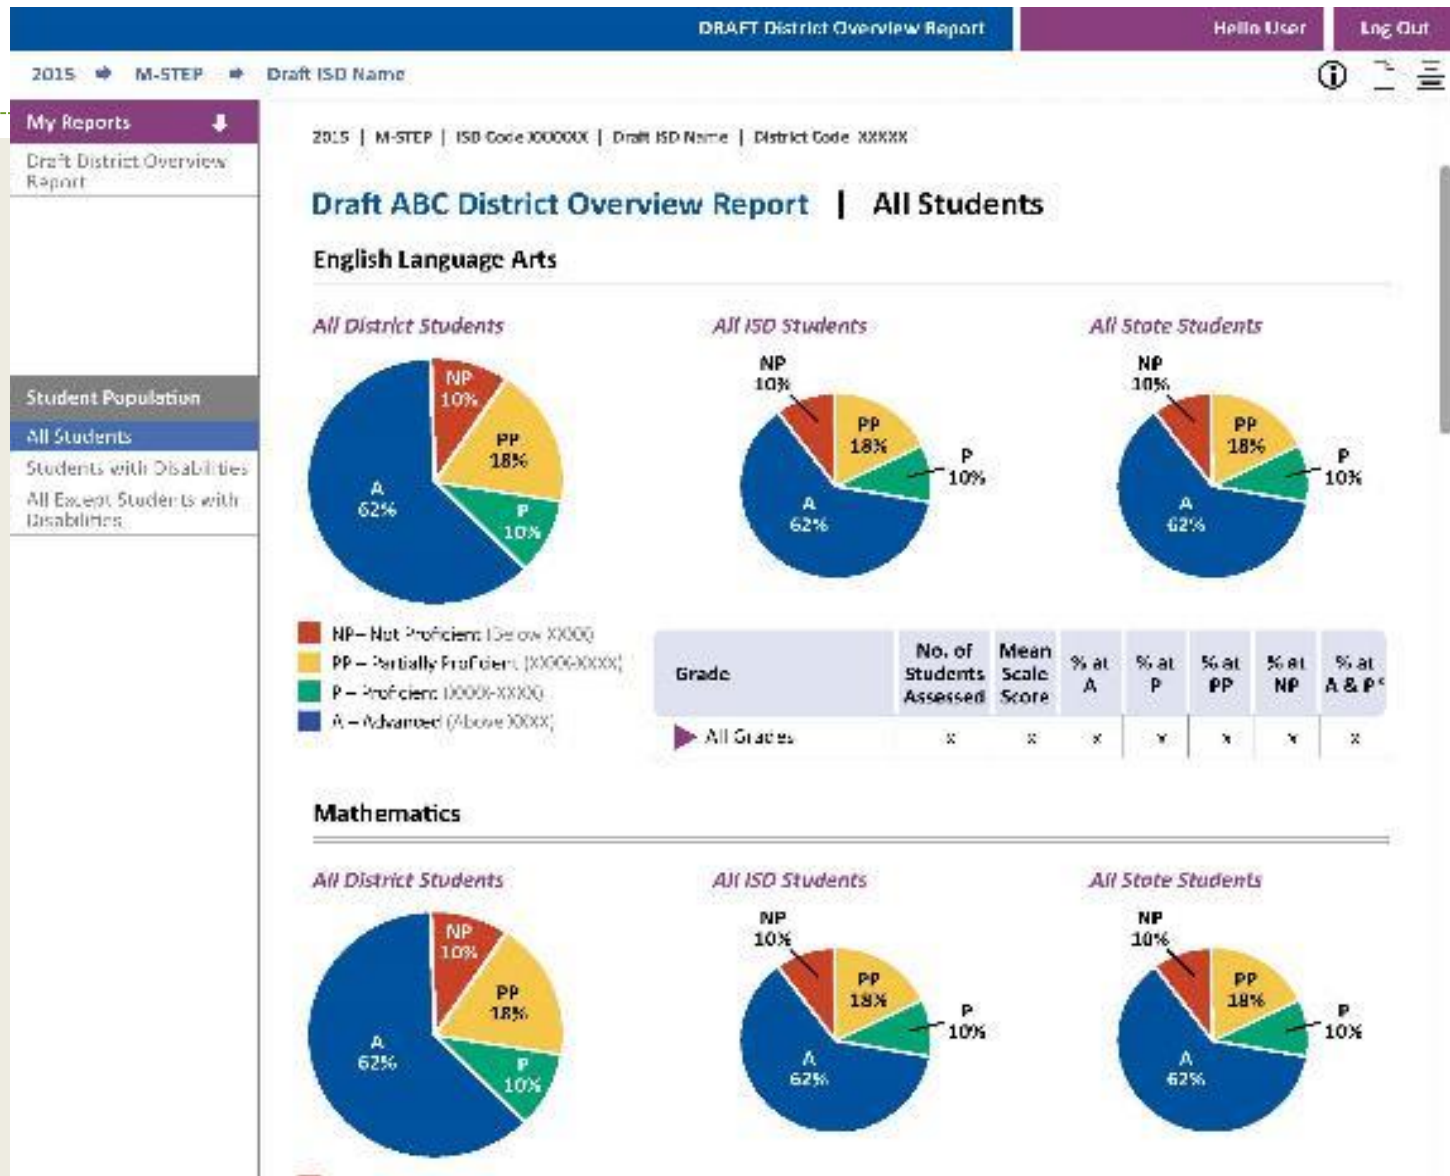 DRAFT District Overview Report
Hello User
Log Out
2015 M-STEP Draft ISD Name
My Reports
Draft District Overview
Report
Student Population
All Students
Students with Disabilities
All Except Students with
Disabilities
2015 | M-STEP | ISD Code XXXXXX | Draft ISD Name | District Code XXXXX
Draft ABC District Overview Report | All Students
English Language Arts
All District Students
NP
10%
PP
18%
P
10%
A
62%
All ISD Students
NP
10%
PP
18%
P
10%
A
62%
All State Students
NP
10%
PP
18%
P
10%
A
62%
NP – Not Proficient (Below XXXX)
PP – Partially Proficient (XXXX-XXXX)
P – Proficient (XXXX-XXXX)
A – Advanced (Above XXXX)
Grade No. of Students Assessed Mean Scale Score % at A % at P % at PP % at NP % at A & P*
All Grades x x x x x x x
Mathematics
All District Students
NP
10%
PP
18%
P
10%
A
62%
All ISD Students
NP
10%
PP
18%
P
10%
A
62%
All State Students
NP
10%
PP
18%
P
10%
A
62%